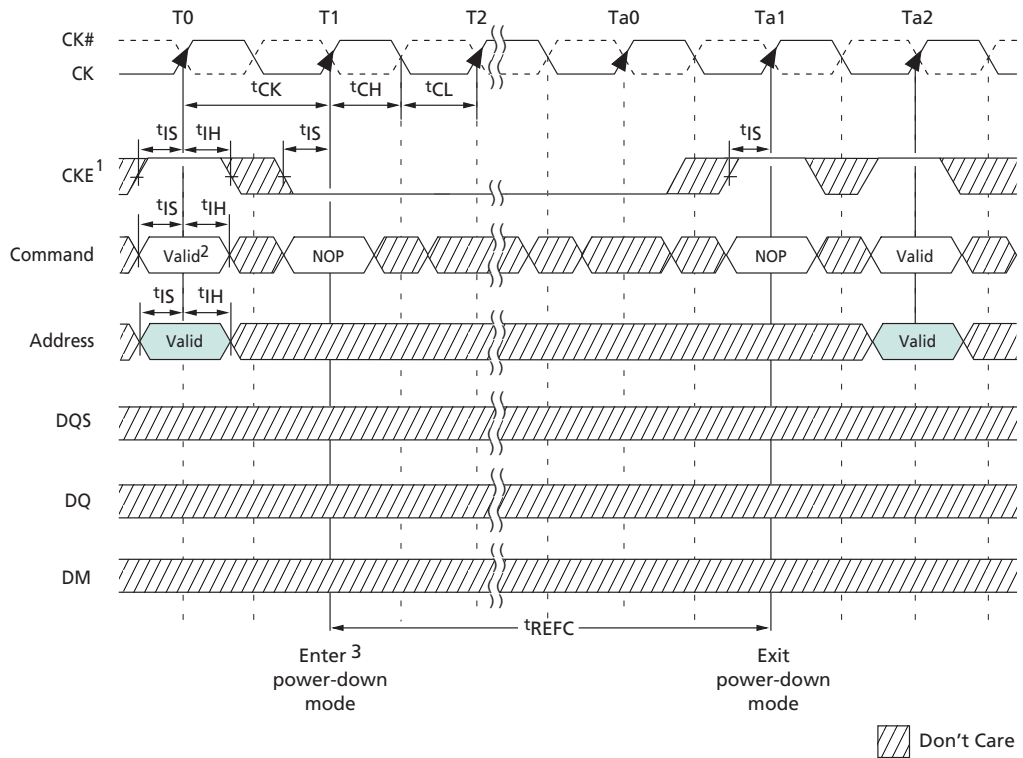 T0 T1 T2 Ta0 Ta1 Ta2
CK#
CK
tCK tCH tCL
tIS tIH tIS tIS
CKE1
tIS tIH
Command Valid2 NOP NOP Valid
tIS tIH
Address Valid Valid
DQS
DQ
DM
tREFC
Enter 3 Exit
power-down power-down
mode mode
Don't Care